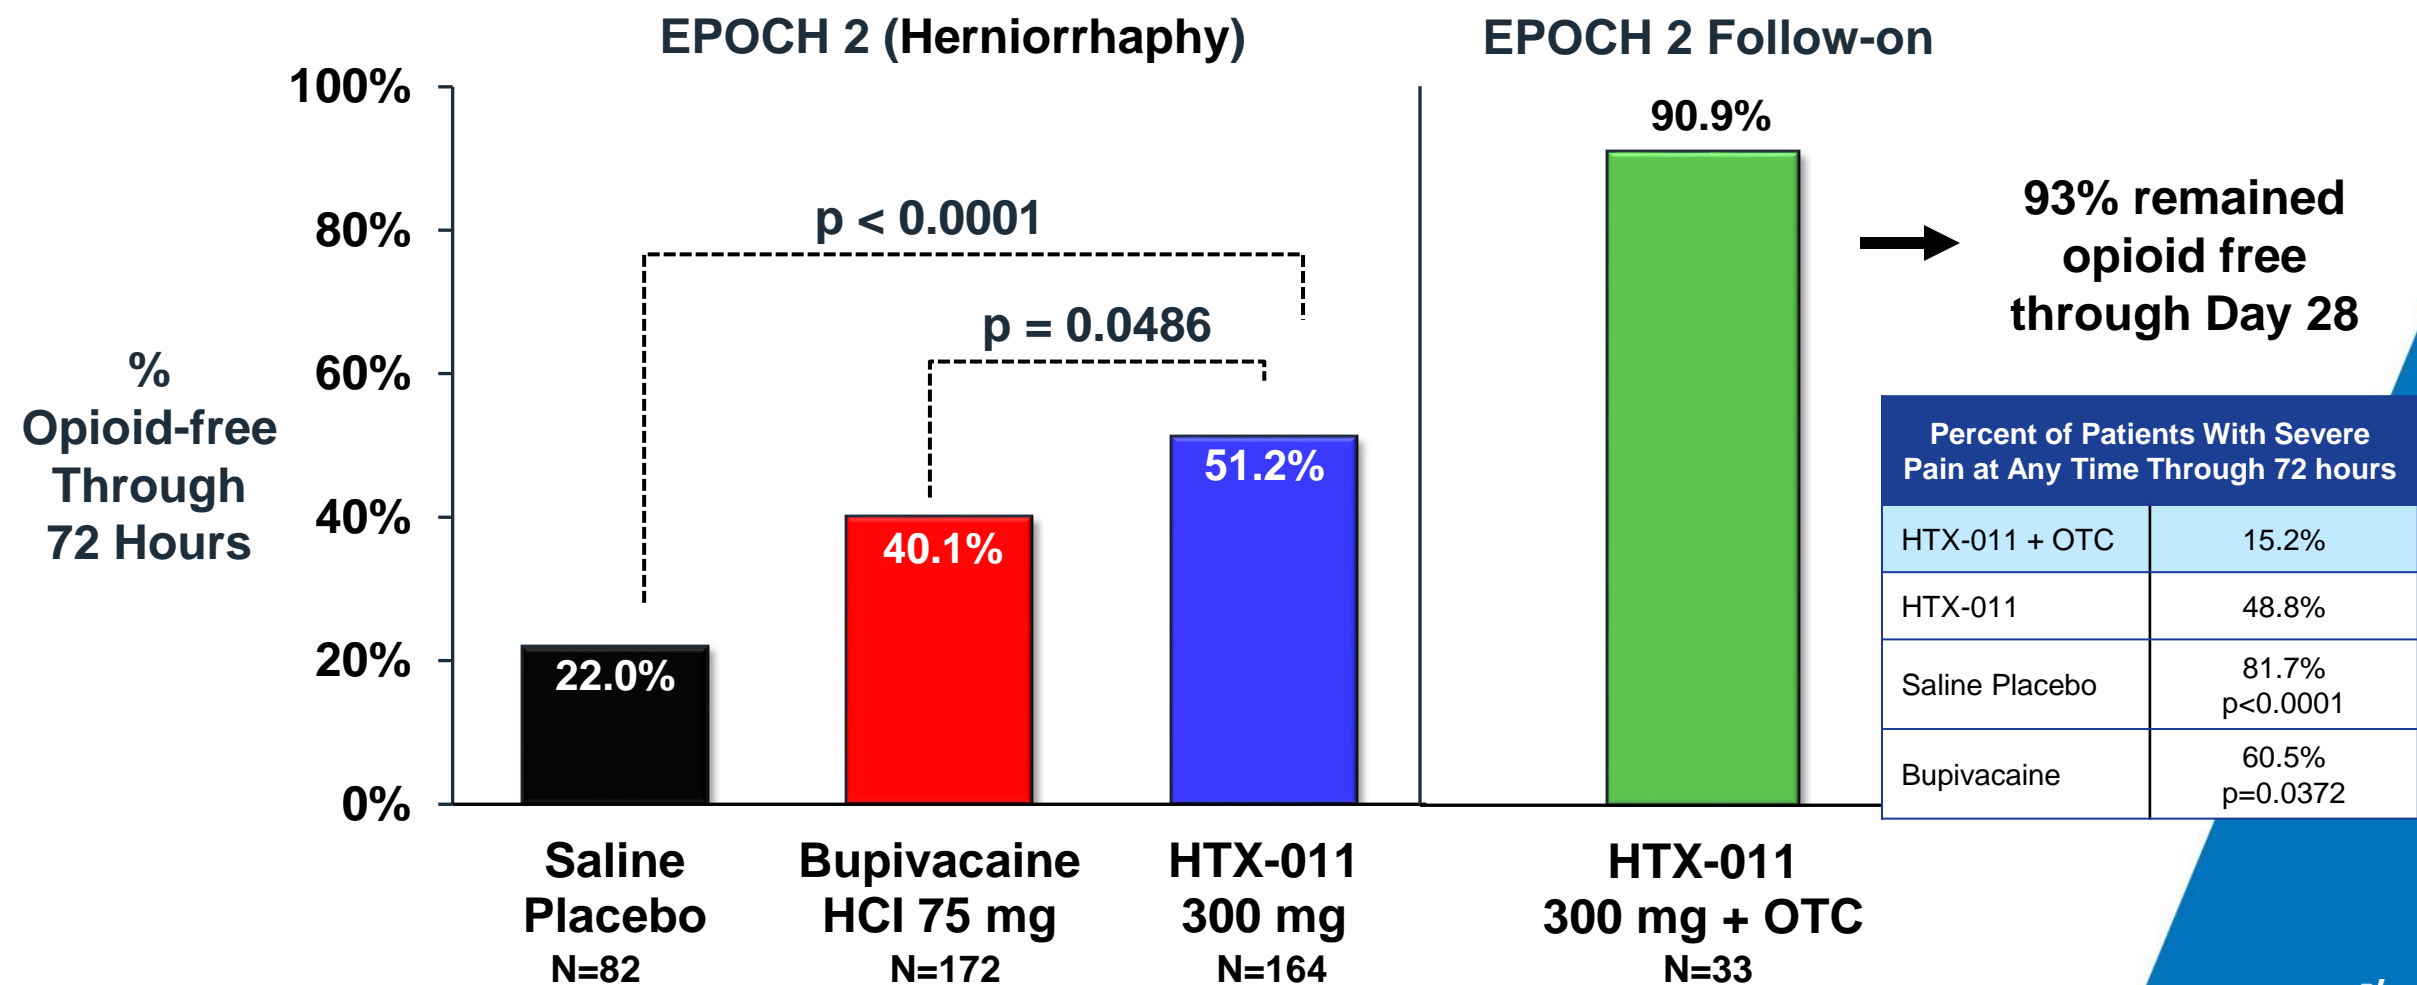 EPOCH 2 (Herniorrhaphy)
EPOCH 2 Follow-on
100%
80%
60%
40%
20%
0%
%
Opioid-free
Through
72 Hours
p < 0.0001
p = 0.0486
22.0%
40.1%
51.2%
90.9%
93% remained
opioid free
through Day 28
Percent of Patients With Severe
Pain at Any Time Through 72 hours
HTX-011 + OTC 15.2%
HTX-011 48.8%
Saline Placebo 81.7%
p<0.0001
Bupivacaine 60.5%
p=0.0372
Saline
Placebo
N=82
Bupivacaine
HCl 75 mg
N=172
HTX-011
300 mg
N=164
HTX-011
300 mg + OTC
N=33